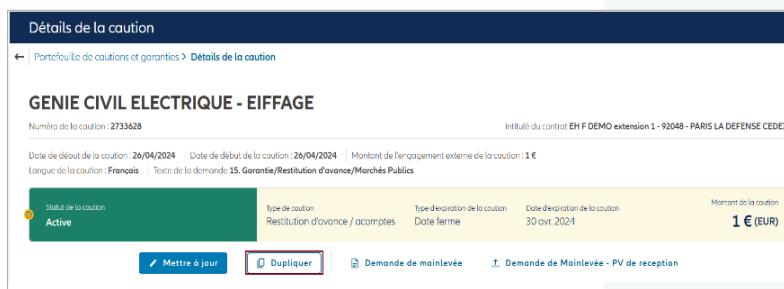 Détails de la caution
← Portefeuille de cautions et garanties > Détails de la caution
GENIE CIVIL ELECTRIQUE - EIFFAGE
Numéro de la caution : 2733628 Intitulé du contrat EH F DEMO extension 1 - 92048 - PARIS LA DEFENSE CEDEX
Date de début de la caution : 26/04/2024 Date de début de la caution : 26/04/2024 Montant de l'engagement externe de la caution : 1 €
Langue de la caution : Français Texte de la demande 15. Garantie/Restitution d'avance/Marchés Publics
Statut de la caution Type de caution Type d'expiration de la caution Date d'expiration de la caution Montant de la caution
Active Restitution d'avance / acomptes Date ferme 30 avr. 2024 1 € (EUR)
Mettre à jour Dupliquer Demande de mainlevée Demande de Mainlevée - PV de reception